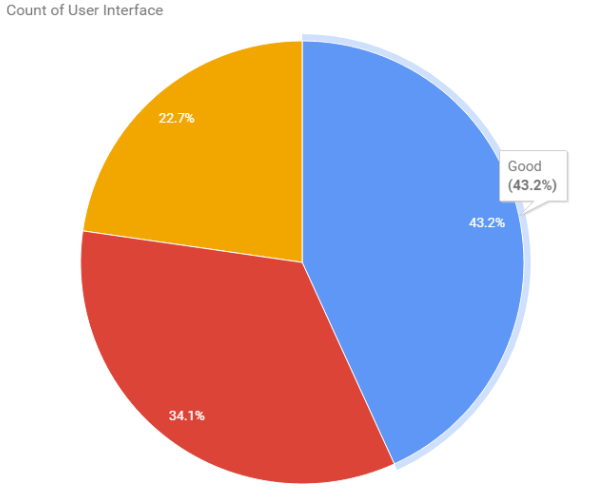 Count of User Interface
22.7%
Good
(43.2%)
43.2%
34.1%